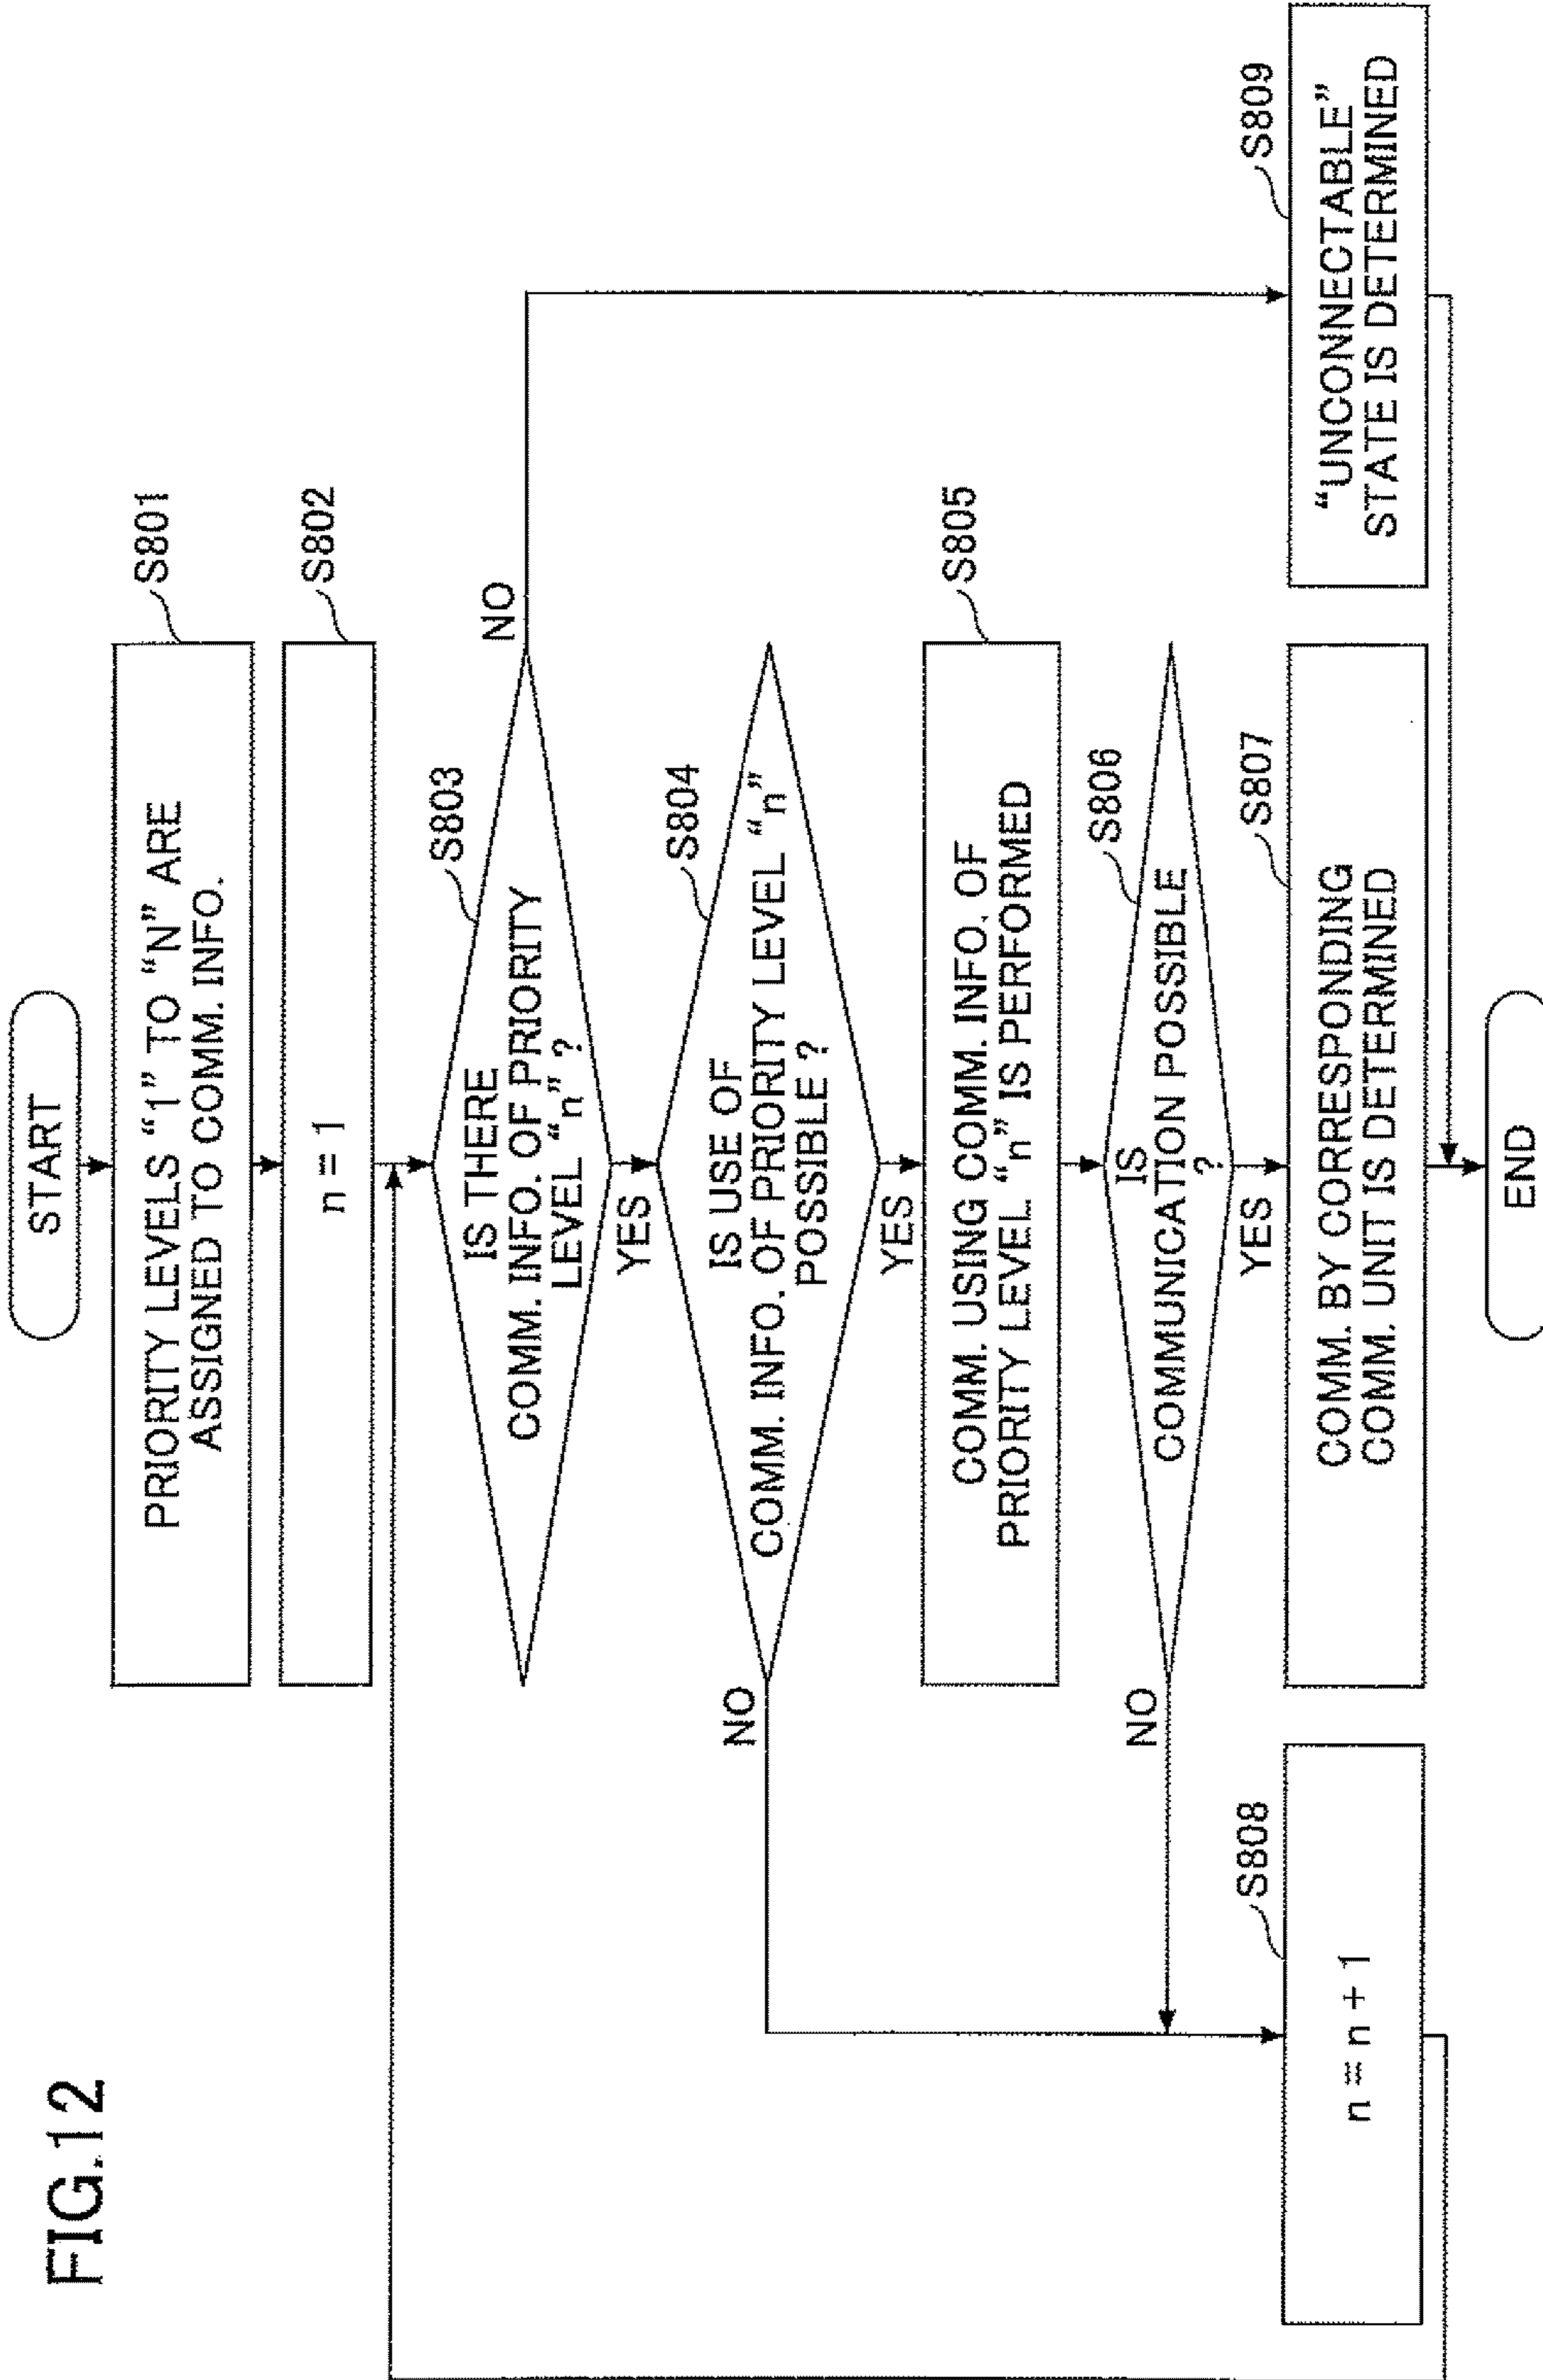 FIG.12
START
S801
PRIORITY LEVELS “1” TO “N” ARE
ASSIGNED TO COMM. INFO.
S802
n = 1
S803
IS THERE
COMM. INFO. OF PRIORITY
LEVEL “n” ?
NO
YES
S804
IS USE OF
COMM. INFO. OF PRIORITY LEVEL “n”
POSSIBLE ?
NO
YES
S805
COMM. USING COMM. INFO. OF
PRIORITY LEVEL “n” IS PERFORMED
S806
IS
COMMUNICATION POSSIBLE
?
NO
YES
S808
n = n + 1
S807
COMM. BY CORRESPONDING
COMM. UNIT IS DETERMINED
S809
“UNCONNECTABLE”
STATE IS DETERMINED
END